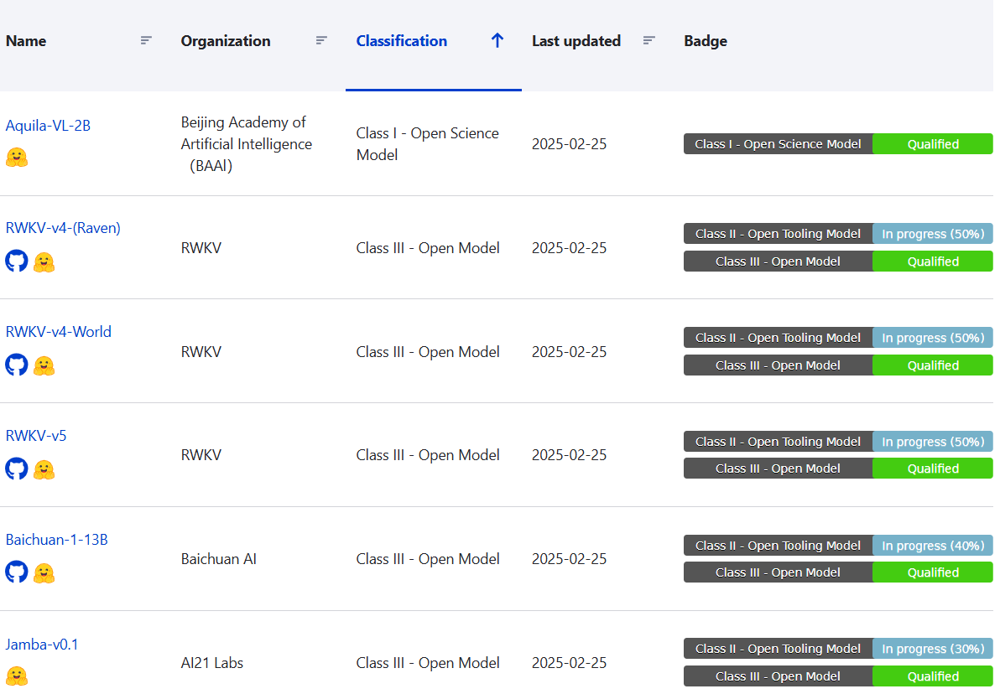 Name Organization Classification Last updated Badge
Aquila-VL-2B
Beijing Academy of
Artificial Intelligence
(BAAI)
Class I - Open Science
Model
2025-02-25
Class I - Open Science Model Qualified
RWKV-v4-(Raven)
RWKV
Class III - Open Model
2025-02-25
Class II - Open Tooling Model In progress (50%)
Class III - Open Model Qualified
RWKV-v4-World
RWKV
Class III - Open Model
2025-02-25
Class II - Open Tooling Model In progress (50%)
Class III - Open Model Qualified
RWKV-v5
RWKV
Class III - Open Model
2025-02-25
Class II - Open Tooling Model In progress (50%)
Class III - Open Model Qualified
Baichuan-1-13B
Baichuan AI
Class III - Open Model
2025-02-25
Class II - Open Tooling Model In progress (40%)
Class III - Open Model Qualified
Jamba-v0.1
AI21 Labs
Class III - Open Model
2025-02-25
Class II - Open Tooling Model In progress (30%)
Class III - Open Model Qualified